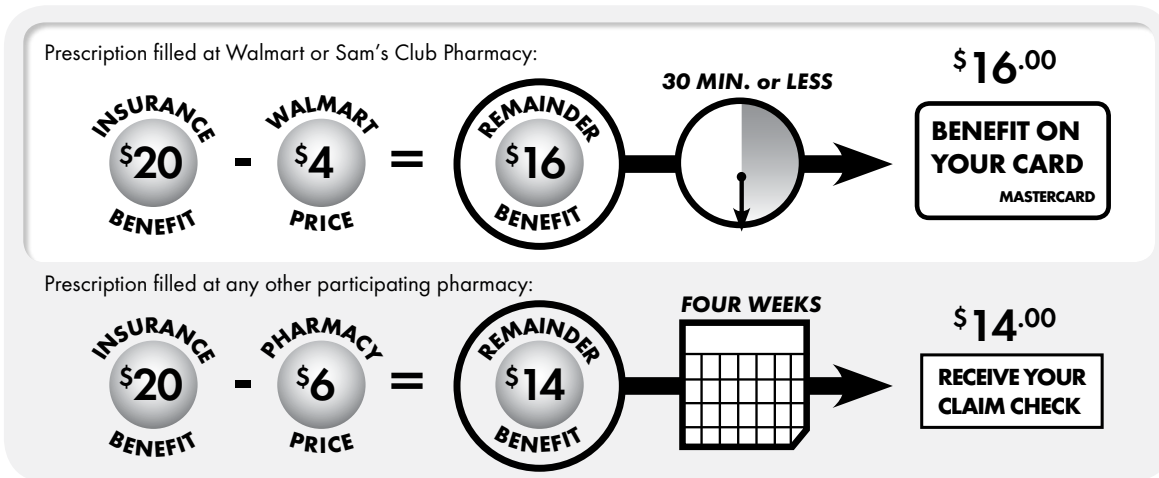 Prescription filled at Walmart or Sam's Club Pharmacy:
INSURANCE
$20
BENEFIT
-
WALMART
$4
PRICE
=
REMAINDER
$16
BENEFIT
30 MIN. or LESS
$16.00
BENEFIT ON
YOUR CARD
MASTERCARD
Prescription filled at any other participating pharmacy:
INSURANCE
$20
BENEFIT
-
PHARMACY
$6
PRICE
=
REMAINDER
$14
BENEFIT
FOUR WEEKS
$14.00
RECEIVE YOUR
CLAIM CHECK